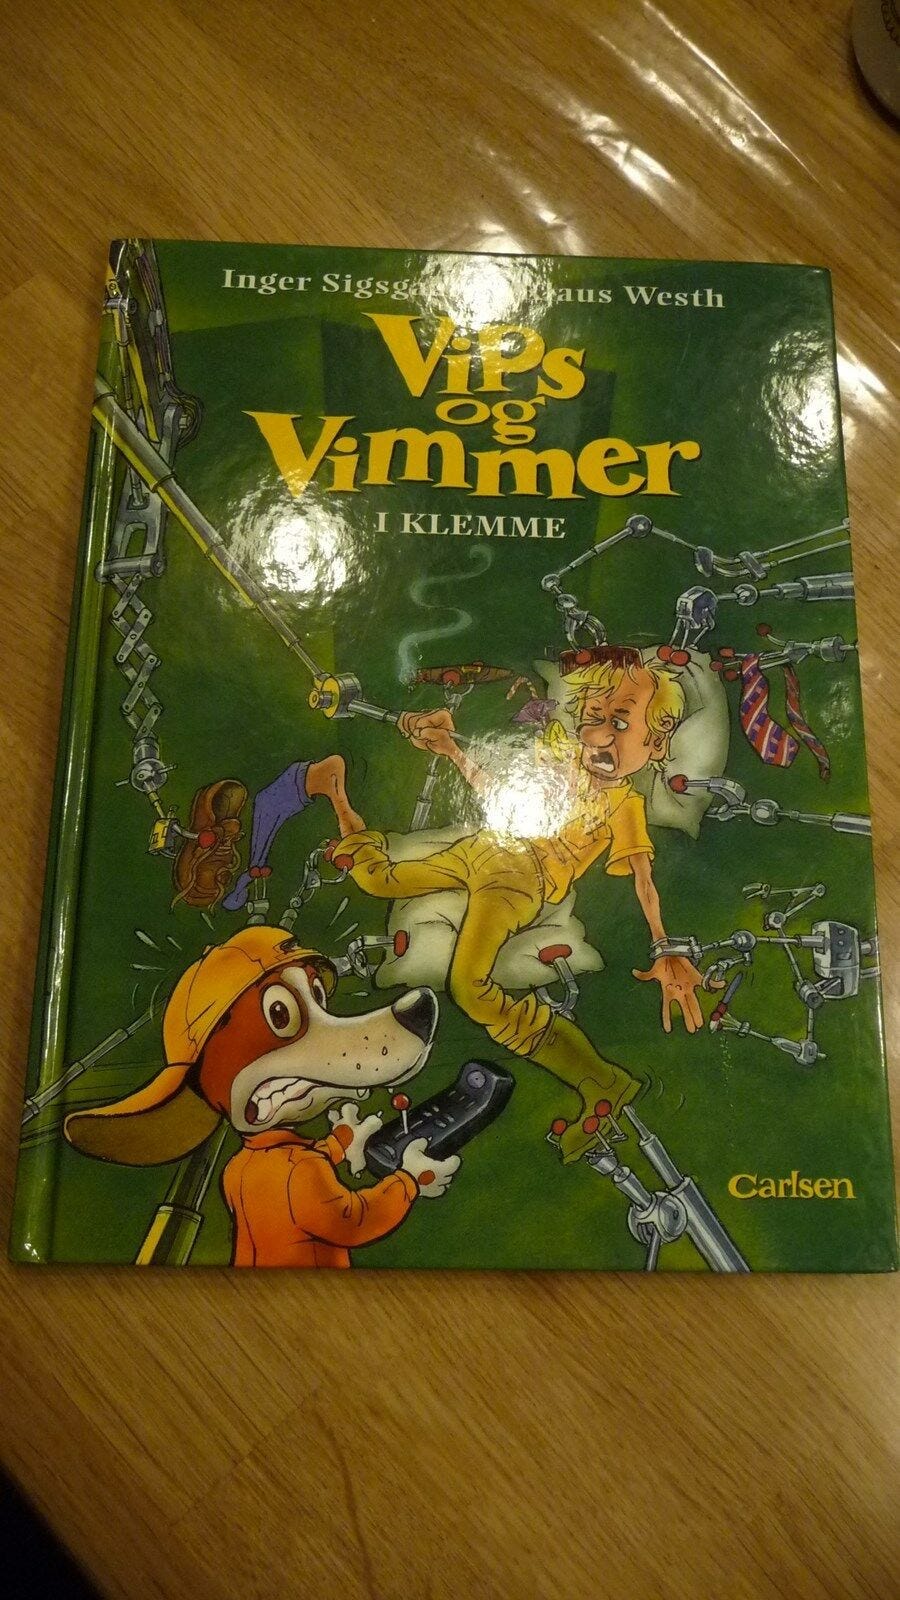 Inger Westh
Vips
og
Vimmer
I KLEMME
Carlsen